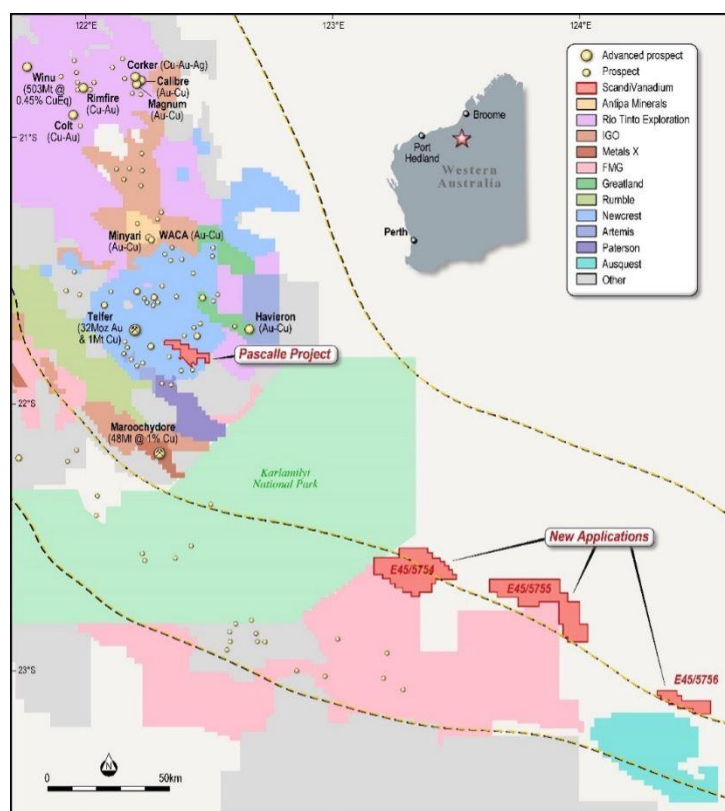 122°E
123°E
124°E
21°S
22°S
23°S
Winu
(503Mt @
0.45% CuEq)
Corker (Cu-Au-Ag)
Calibre
(Au-Cu)
Rimfire
(Cu-Au)
Magnum
(Au-Cu)
Colt
(Cu-Au)
Minyari
(Au-Cu)
WACA (Au-Cu)
Telfer
(32Moz Au
& 1Mt Cu)
Havieron
(Au-Cu)
Pascalle Project
Maroochydore
(48Mt @ 1% Cu)
Karlamilyi
National Park
New Applications
E45/5754
E45/5755
E45/5756
Broome
Port
Hedland
Western
Australia
Perth
Advanced prospect
Prospect
ScandiVanadium
Antipa Minerals
Rio Tinto Exploration
IGO
Metals X
FMG
Greatland
Rumble
Newcrest
Artemis
Paterson
Ausquest
Other
N
0
50km